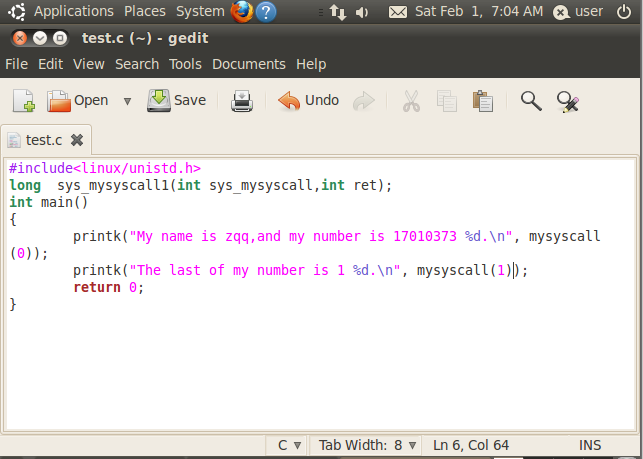 Applications Places System ? Sat Feb 1, 7:04 AM user
test.c (~) - gedit
File Edit View Search Tools Documents Help
Open Save Undo
test.c
#include<linux/unistd.h>
long  sys_mysyscall1(int sys_mysyscall,int ret);
int main()
{
        printk("My name is zqq,and my number is 17010373 %d.\n", mysyscall
(0));
        printk("The last of my number is 1 %d.\n", mysyscall(1));
        return 0;
}
C Tab Width: 8 Ln 6, Col 64 INS